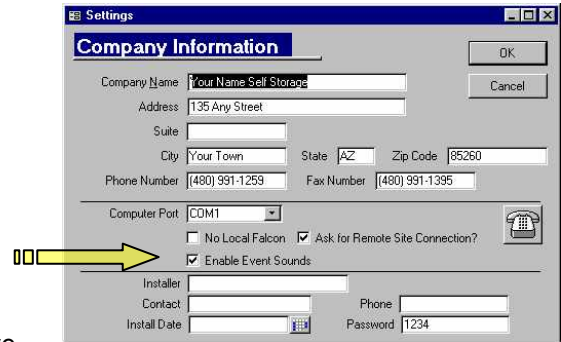 Settings
Company Information
OK
Company Name Your Name Self Storage
Cancel
Address 135 Any Street
Suite
City Your Town State AZ Zip Code 85260
Phone Number (480) 991-1259 Fax Number (480) 991-1395
Computer Port COM1
No Local Falcon Ask for Remote Site Connection?
Enable Event Sounds
Installer
Contact Phone
Install Date Password 1234